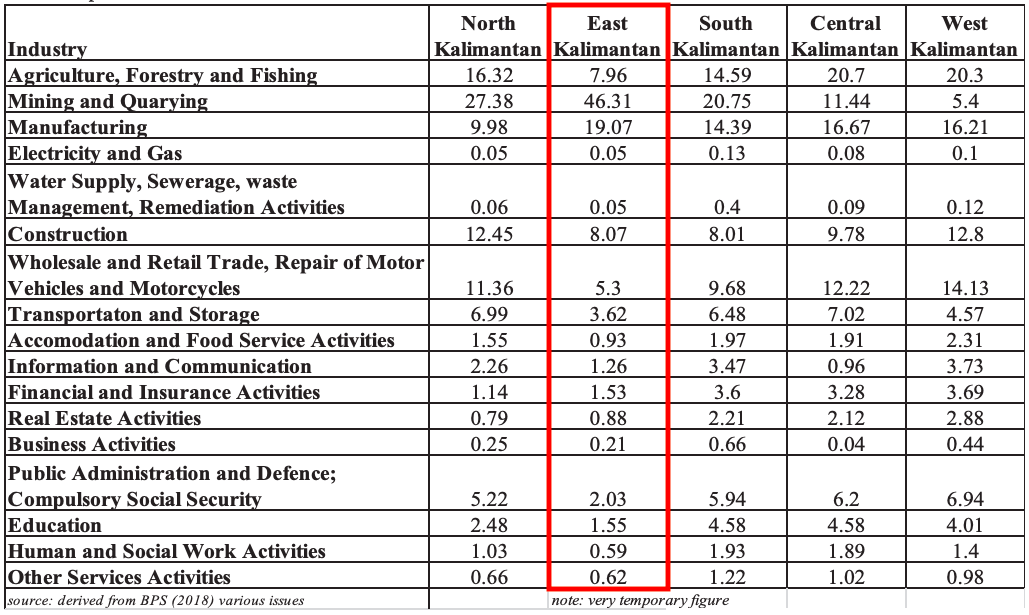 North East South Central West
Industry Kalimantan Kalimantan Kalimantan Kalimantan Kalimantan
Agriculture, Forestry and Fishing 16.32 7.96 14.59 20.7 20.3
Mining and Quarying 27.38 46.31 20.75 11.44 5.4
Manufacturing 9.98 19.07 14.39 16.67 16.21
Electricity and Gas 0.05 0.05 0.13 0.08 0.1
Water Supply, Sewerage, waste
Management, Remediation Activities 0.06 0.05 0.4 0.09 0.12
Construction 12.45 8.07 8.01 9.78 12.8
Wholesale and Retail Trade, Repair of Motor
Vehicles and Motorcycles 11.36 5.3 9.68 12.22 14.13
Transportaton and Storage 6.99 3.62 6.48 7.02 4.57
Accomodation and Food Service Activities 1.55 0.93 1.97 1.91 2.31
Information and Communication 2.26 1.26 3.47 0.96 3.73
Financial and Insurance Activities 1.14 1.53 3.6 3.28 3.69
Real Estate Activities 0.79 0.88 2.21 2.12 2.88
Business Activities 0.25 0.21 0.66 0.04 0.44
Public Administration and Defence;
Compulsory Social Security 5.22 2.03 5.94 6.2 6.94
Education 2.48 1.55 4.58 4.58 4.01
Human and Social Work Activities 1.03 0.59 1.93 1.89 1.4
Other Services Activities 0.66 0.62 1.22 1.02 0.98
source: derived from BPS (2018) various issues note: very temporary figure